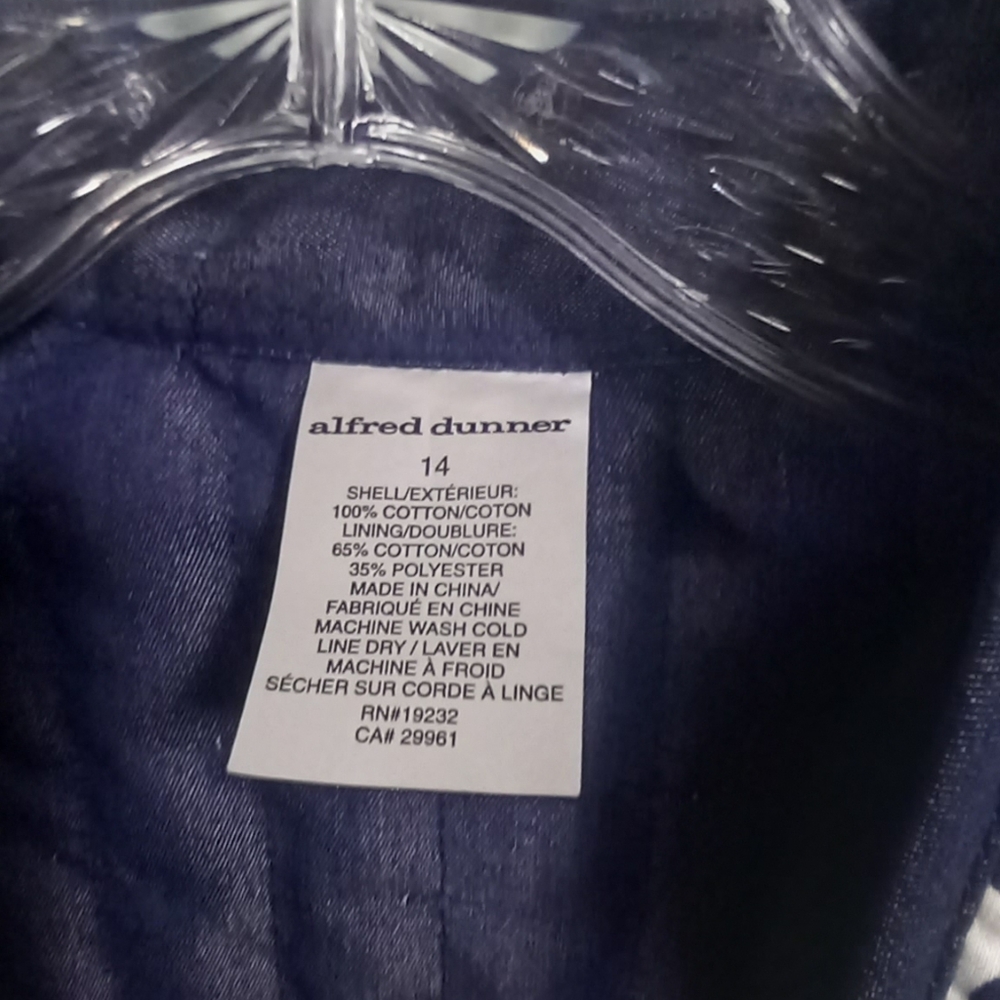 alfred dunner
14
SHELL/EXTÉRIEUR:
100% COTTON/COTON
LINING/DOUBLURE:
65% COTTON/COTON
35% POLYESTER
MADE IN CHINA/
FABRIQUÉ EN CHINE
MACHINE WASH COLD
LINE DRY / LAVER EN
MACHINE À FROID
SÉCHER SUR CORDE À LINGE
RN#19232
CA# 29961